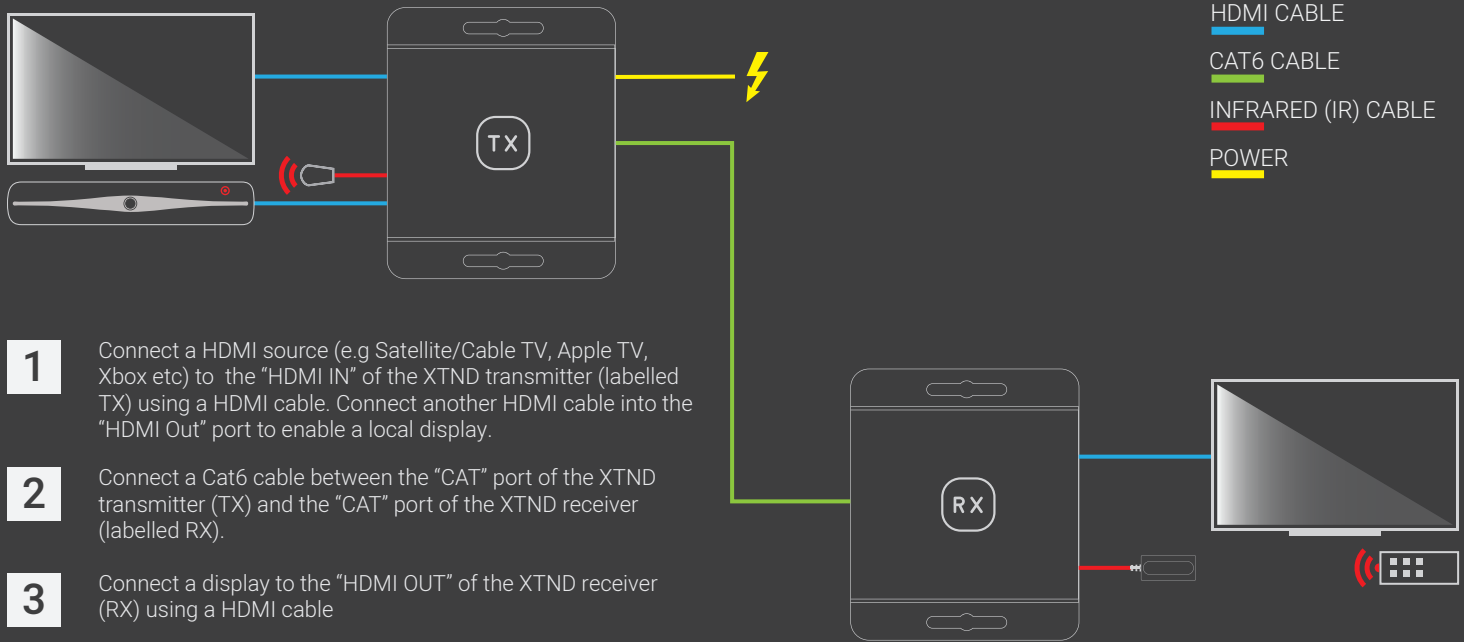 HDMI CABLE
CAT6 CABLE
INFRARED (IR) CABLE
POWER
TX
1
Connect a HDMI source (e.g Satellite/Cable TV, Apple TV,
Xbox etc) to  the “HDMI IN” of the XTND transmitter (labelled
TX) using a HDMI cable. Connect another HDMI cable into the
“HDMI Out” port to enable a local display.
2
Connect a Cat6 cable between the “CAT” port of the XTND
transmitter (TX) and the “CAT” port of the XTND receiver
(labelled RX).
3
Connect a display to the “HDMI OUT” of the XTND receiver
(RX) using a HDMI cable
RX